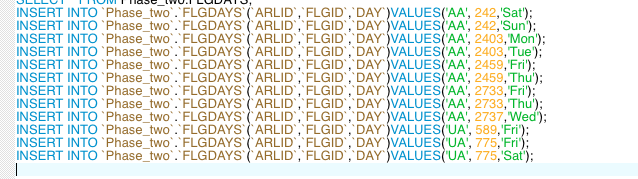 SELECT * FROM Phase_two.FLGDAYS;
INSERT INTO `Phase_two`.`FLGDAYS`(`ARLID`,`FLGID`,`DAY`)VALUES('AA', 242,'Sat');
INSERT INTO `Phase_two`.`FLGDAYS`(`ARLID`,`FLGID`,`DAY`)VALUES('AA', 242,'Sun');
INSERT INTO `Phase_two`.`FLGDAYS`(`ARLID`,`FLGID`,`DAY`)VALUES('AA', 2403,'Mon');
INSERT INTO `Phase_two`.`FLGDAYS`(`ARLID`,`FLGID`,`DAY`)VALUES('AA', 2403,'Tue');
INSERT INTO `Phase_two`.`FLGDAYS`(`ARLID`,`FLGID`,`DAY`)VALUES('AA', 2459,'Fri');
INSERT INTO `Phase_two`.`FLGDAYS`(`ARLID`,`FLGID`,`DAY`)VALUES('AA', 2459,'Thu');
INSERT INTO `Phase_two`.`FLGDAYS`(`ARLID`,`FLGID`,`DAY`)VALUES('AA', 2733,'Fri');
INSERT INTO `Phase_two`.`FLGDAYS`(`ARLID`,`FLGID`,`DAY`)VALUES('AA', 2733,'Thu');
INSERT INTO `Phase_two`.`FLGDAYS`(`ARLID`,`FLGID`,`DAY`)VALUES('AA', 2737,'Wed');
INSERT INTO `Phase_two`.`FLGDAYS`(`ARLID`,`FLGID`,`DAY`)VALUES('UA', 589,'Fri');
INSERT INTO `Phase_two`.`FLGDAYS`(`ARLID`,`FLGID`,`DAY`)VALUES('UA', 775,'Fri');
INSERT INTO `Phase_two`.`FLGDAYS`(`ARLID`,`FLGID`,`DAY`)VALUES('UA', 775,'Sat');